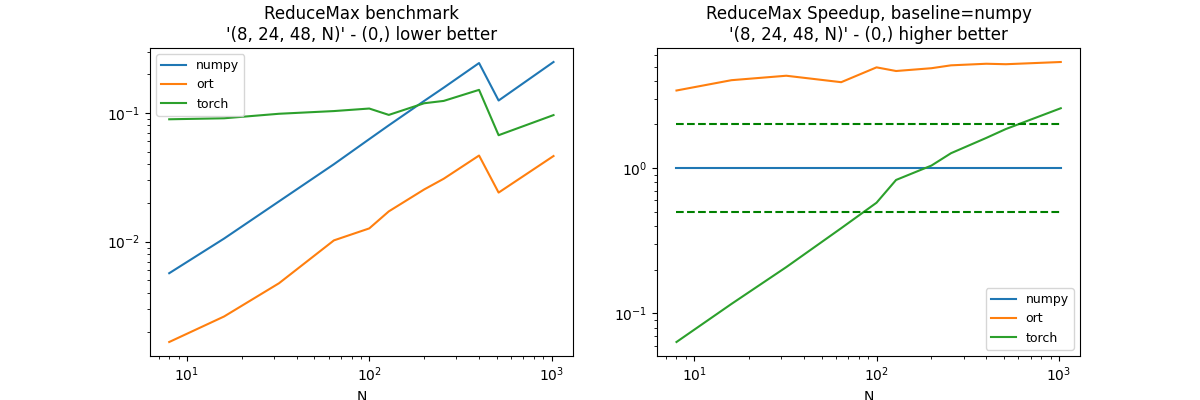 ReduceMax benchmark
'(8, 24, 48, N)' - (0,) lower better
numpy
ort
torch
10⁻¹
10⁻²
10¹
10²
10³
N
ReduceMax Speedup, baseline=numpy
'(8, 24, 48, N)' - (0,) higher better
10⁰
10⁻¹
numpy
ort
torch
10¹
10²
10³
N